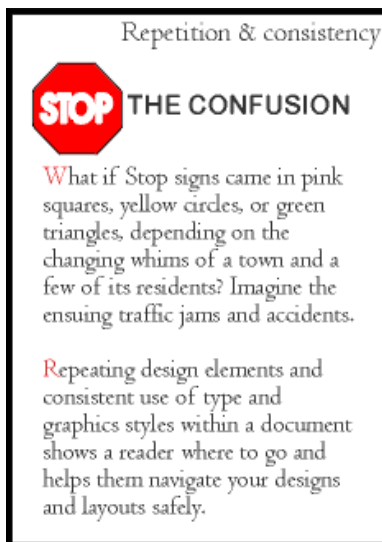 Repetition & consistency
STOP THE CONFUSION
What if Stop signs came in pink
squares, yellow circles, or green
triangles, depending on the
changing whims of a town and a
few of its residents? Imagine the
ensuing traffic jams and accidents.
Repeating design elements and
consistent use of type and
graphics styles within a document
shows a reader where to go and
helps them navigate your designs
and layouts safely.